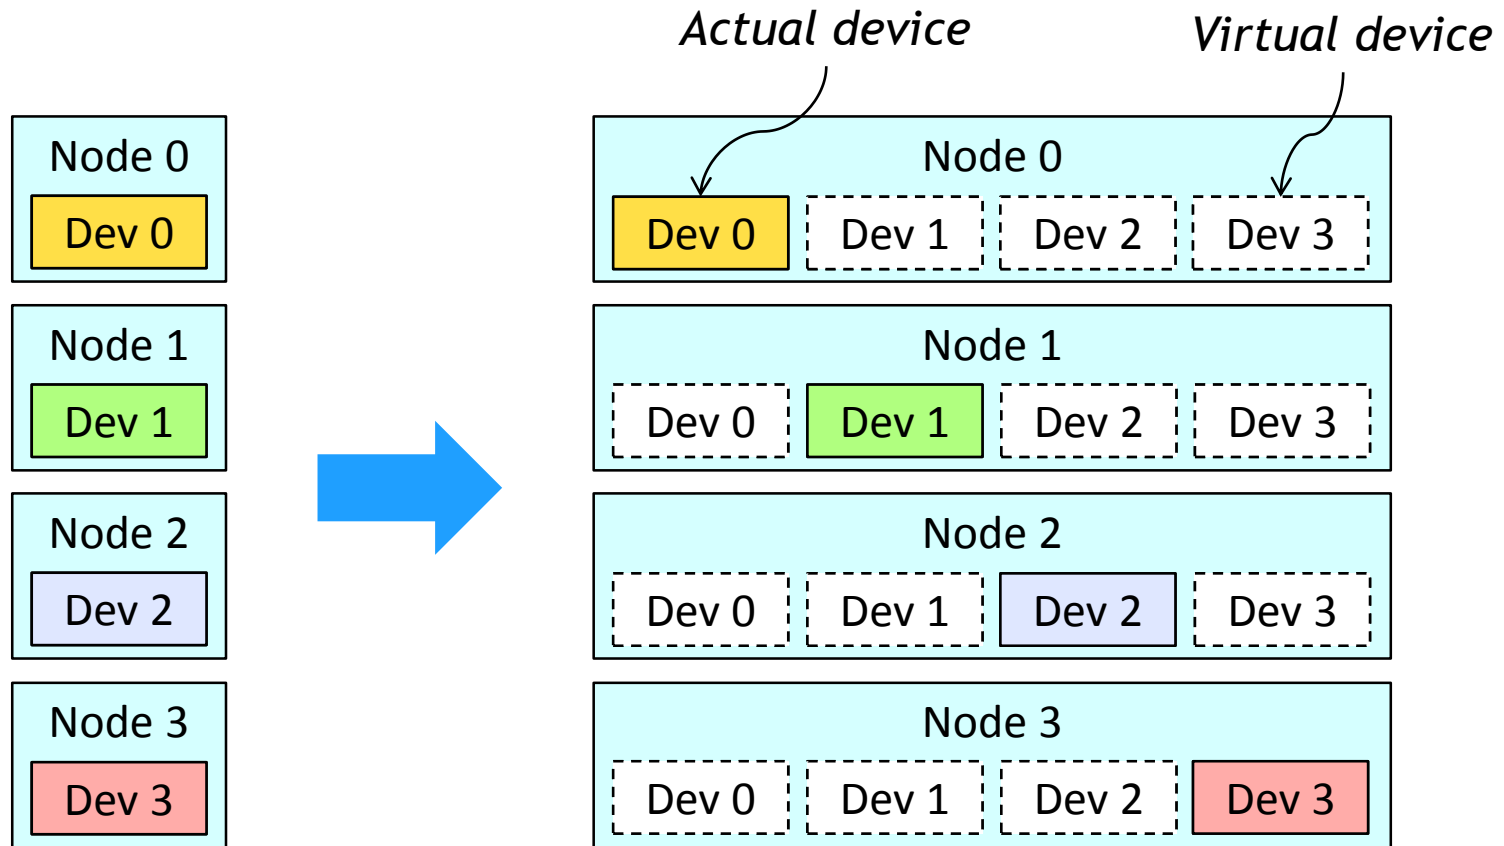 Actual device
Virtual device
Node 0
Dev 0
Node 1
Dev 1
Node 2
Dev 2
Node 3
Dev 3
Node 0
Dev 0 Dev 1 Dev 2 Dev 3
Node 1
Dev 0 Dev 1 Dev 2 Dev 3
Node 2
Dev 0 Dev 1 Dev 2 Dev 3
Node 3
Dev 0 Dev 1 Dev 2 Dev 3